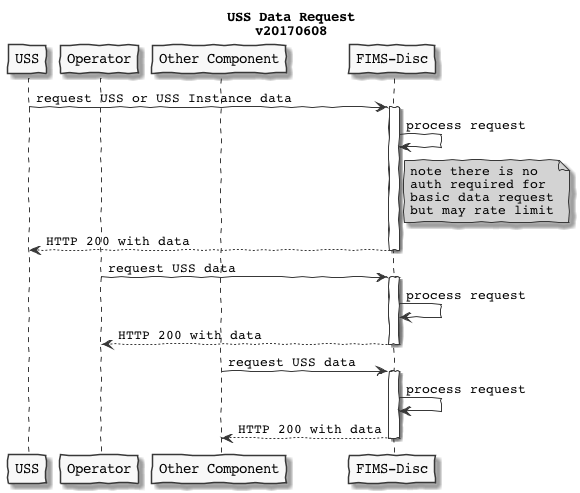 USS Data Request
v20170608
USS
Operator
Other Component
FIMS-Disc
request USS or USS Instance data
process request
note there is no
auth required for
basic data request
but may rate limit
HTTP 200 with data
request USS data
process request
HTTP 200 with data
request USS data
process request
HTTP 200 with data
USS
Operator
Other Component
FIMS-Disc